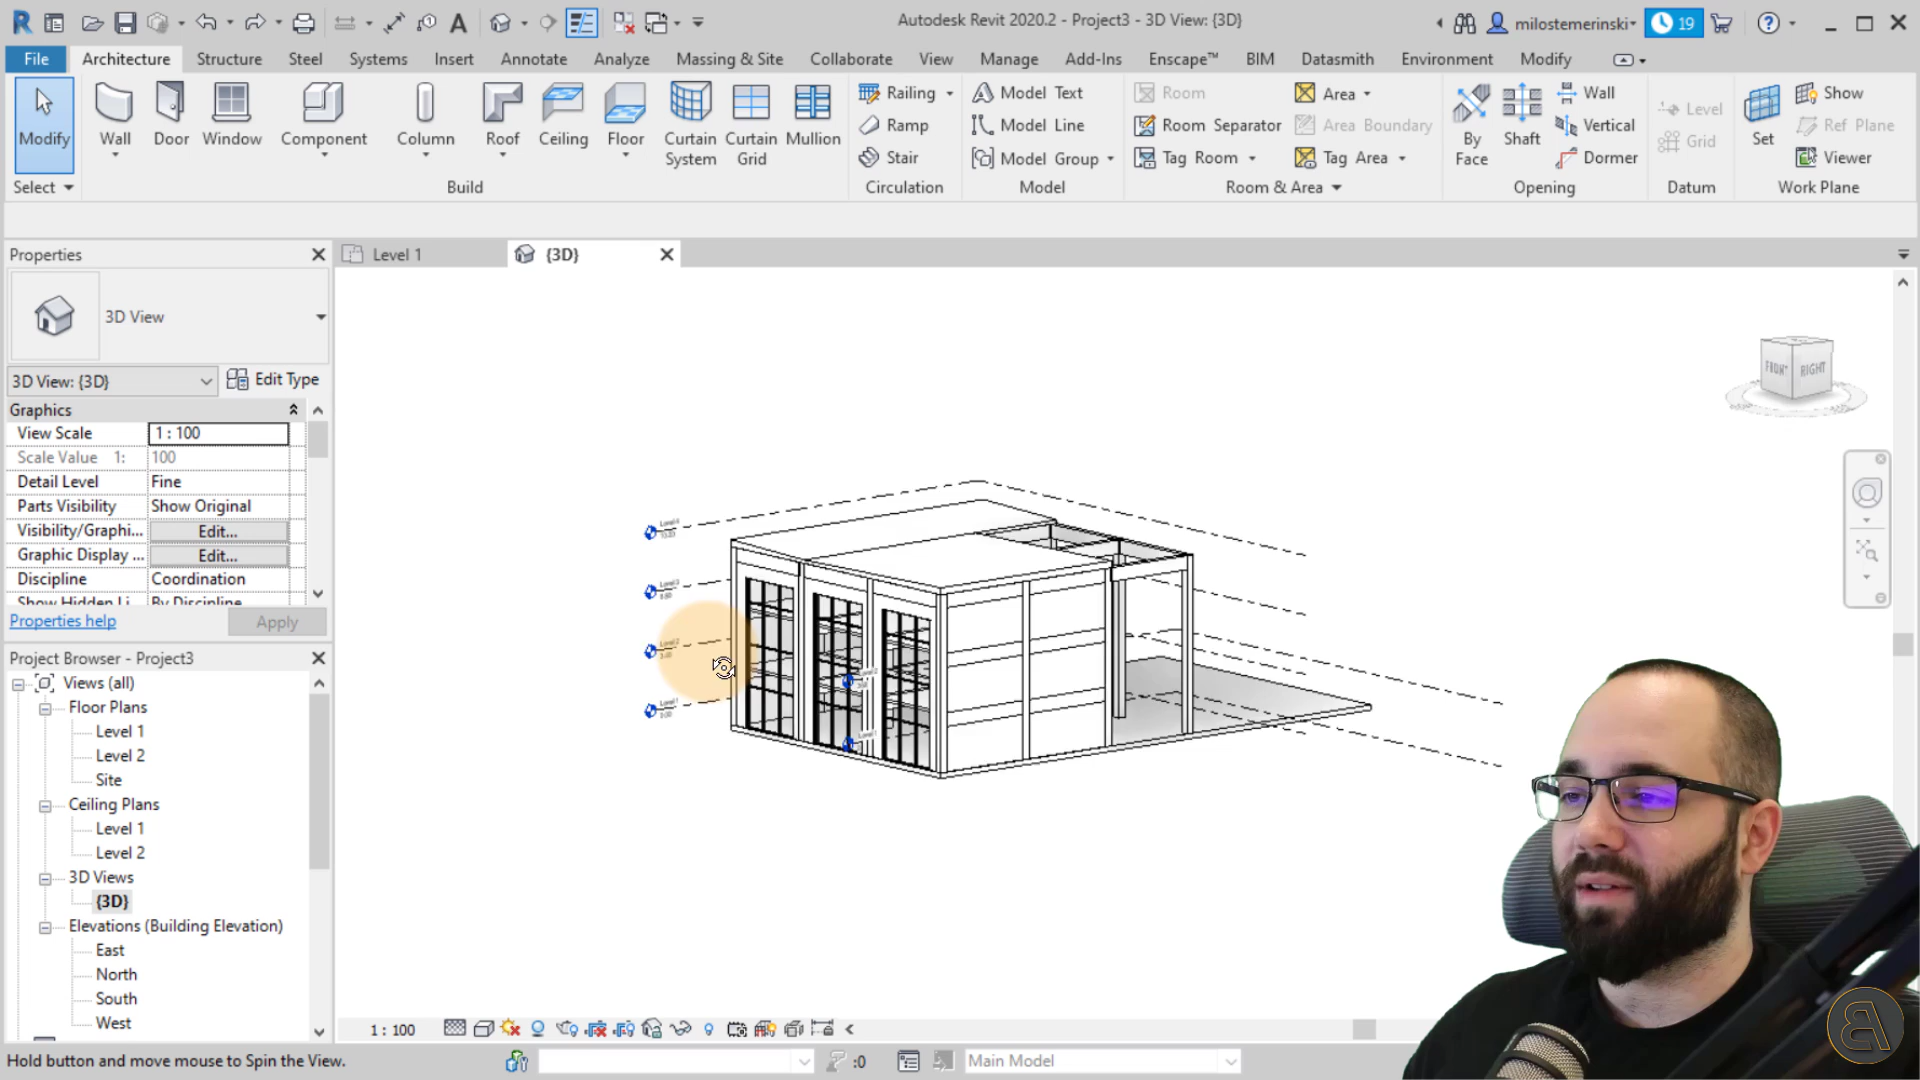 Autodesk Revit 2020.2 - Project3 - 3D View: {3D}
milostemerinski
19
File
Architecture
Structure
Steel
Systems
Insert
Annotate
Analyze
Massing & Site
Collaborate
View
Manage
Add-Ins
Enscape™
BIM
Datasmith
Environment
Modify
Modify
Wall
Door
Window
Component
Column
Roof
Ceiling
Floor
Curtain System
Curtain Grid
Mullion
Railing
Ramp
Stair
Model Text
Model Line
Model Group
Room
Room Separator
Tag Room
Area
Area Boundary
Tag Area
By Face
Shaft
Wall
Vertical
Dormer
Level
Grid
Set
Show
Ref Plane
Viewer
Select
Build
Circulation
Model
Room & Area
Opening
Datum
Work Plane
Properties
Level 1
{3D}
3D View
3D View: {3D}
Edit Type
Graphics
View Scale
1 : 100
Scale Value 1:
100
Detail Level
Fine
Parts Visibility
Show Original
Visibility/Graphi...
Edit...
Graphic Display ...
Edit...
Discipline
Coordination
Show Hidden Li
By Discipline
Properties help
Apply
FRONT
RIGHT
Project Browser - Project3
Views (all)
Floor Plans
Level 1
Level 2
Site
Ceiling Plans
Level 1
Level 2
3D Views
{3D}
Elevations (Building Elevation)
East
North
South
West
1 : 100
Hold button and move mouse to Spin the View.
:0
Main Model